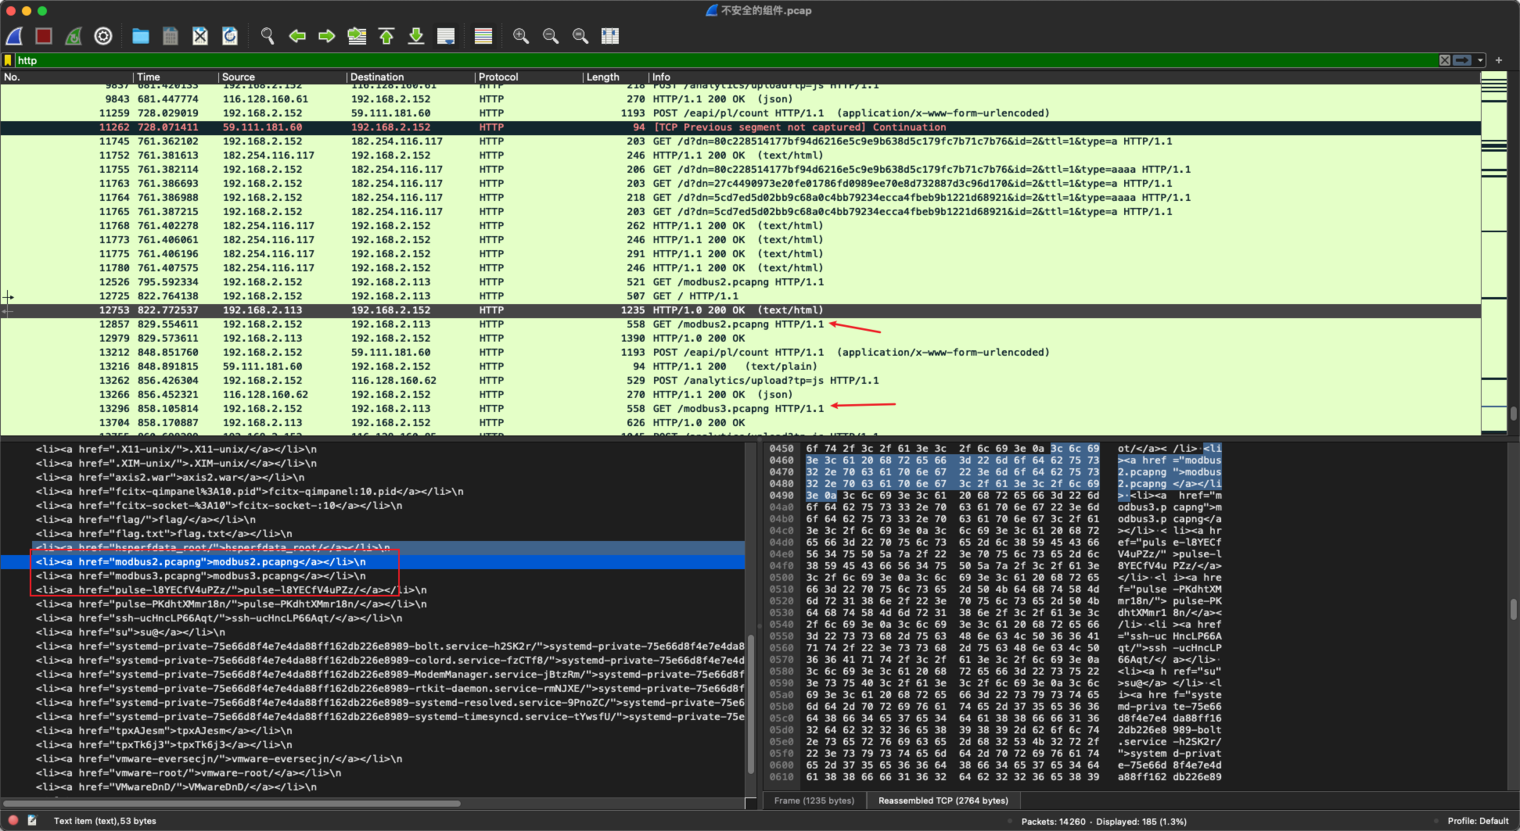 不安全的组件.pcap
http
No. Time Source Destination Protocol Length Info
9837 681.420133 192.168.2.152 116.128.160.61 HTTP 218 POST /analytics/upload?tp=js HTTP/1.1
9843 681.447774 116.128.160.61 192.168.2.152 HTTP 270 HTTP/1.1 200 OK (json)
11259 728.029019 192.168.2.152 59.111.181.60 HTTP 1193 POST /eapi/pl/count HTTP/1.1 (application/x-www-form-urlencoded)
11262 728.071411 59.111.181.60 192.168.2.152 HTTP 94 [TCP Previous segment not captured] Continuation
11745 761.362102 192.168.2.152 182.254.116.117 HTTP 203 GET /d?dn=80c228514177bf94d6216e5c9e9b638d5c179fc7b71c7b76&id=2&ttl=1&type=a HTTP/1.1
11752 761.381613 182.254.116.117 192.168.2.152 HTTP 246 HTTP/1.1 200 OK (text/html)
11755 761.382114 192.168.2.152 182.254.116.117 HTTP 206 GET /d?dn=80c228514177bf94d6216e5c9e9b638d5c179fc7b71c7b76&id=2&ttl=1&type=aaaa HTTP/1.1
11763 761.386693 192.168.2.152 182.254.116.117 HTTP 203 GET /d?dn=27c4490973e20fe01786fd0989ee70e8d732887d3c96d170&id=2&ttl=1&type=a HTTP/1.1
11764 761.386988 192.168.2.152 182.254.116.117 HTTP 218 GET /d?dn=5cd7ed5d02bb9c68a0c4bb79234ecca4fbeb9b1221d68921&id=2&ttl=1&type=aaaa HTTP/1.1
11765 761.387215 192.168.2.152 182.254.116.117 HTTP 203 GET /d?dn=5cd7ed5d02bb9c68a0c4bb79234ecca4fbeb9b1221d68921&id=2&ttl=1&type=a HTTP/1.1
11768 761.402278 182.254.116.117 192.168.2.152 HTTP 262 HTTP/1.1 200 OK (text/html)
11773 761.406061 182.254.116.117 192.168.2.152 HTTP 246 HTTP/1.1 200 OK (text/html)
11775 761.406196 182.254.116.117 192.168.2.152 HTTP 291 HTTP/1.1 200 OK (text/html)
11780 761.407575 182.254.116.117 192.168.2.152 HTTP 246 HTTP/1.1 200 OK (text/html)
12526 795.592334 192.168.2.152 192.168.2.113 HTTP 521 GET /modbus2.pcapng HTTP/1.1
12725 822.764138 192.168.2.152 192.168.2.113 HTTP 507 GET / HTTP/1.1
12753 822.772537 192.168.2.113 192.168.2.152 HTTP 1235 HTTP/1.0 200 OK (text/html)
12857 829.554611 192.168.2.152 192.168.2.113 HTTP 558 GET /modbus2.pcapng HTTP/1.1
12979 829.573611 192.168.2.113 192.168.2.152 HTTP 1390 HTTP/1.0 200 OK
13212 848.851760 192.168.2.152 59.111.181.60 HTTP 1193 POST /eapi/pl/count HTTP/1.1 (application/x-www-form-urlencoded)
13216 848.891815 59.111.181.60 192.168.2.152 HTTP 94 HTTP/1.1 200 (text/plain)
13262 856.426304 192.168.2.152 116.128.160.62 HTTP 529 POST /analytics/upload?tp=js HTTP/1.1
13266 856.452321 116.128.160.62 192.168.2.152 HTTP 270 HTTP/1.1 200 OK (json)
13296 858.105814 192.168.2.152 192.168.2.113 HTTP 558 GET /modbus3.pcapng HTTP/1.1
13704 858.170887 192.168.2.113 192.168.2.152 HTTP 626 HTTP/1.0 200 OK
<li><a href=".X11-unix/">.X11-unix/</a></li>\n
<li><a href=".XIM-unix/">.XIM-unix/</a></li>\n
<li><a href="axis2.war">axis2.war</a></li>\n
<li><a href="fcitx-qimpanel%3A10.pid">fcitx-qimpanel:10.pid</a></li>\n
<li><a href="fcitx-socket-%3A10">fcitx-socket-:10</a></li>\n
<li><a href="flag/">flag/</a></li>\n
<li><a href="flag.txt">flag.txt</a></li>\n
<li><a href="hsperfdata_root/">hsperfdata_root/</a></li>\n
<li><a href="modbus2.pcapng">modbus2.pcapng</a></li>\n
<li><a href="modbus3.pcapng">modbus3.pcapng</a></li>\n
<li><a href="pulse-l8YECfV4uPZz/">pulse-l8YECfV4uPZz/</a></li>\n
<li><a href="pulse-PKdhtXMmr18n/">pulse-PKdhtXMmr18n/</a></li>\n
<li><a href="ssh-ucHncLP66Aqt/">ssh-ucHncLP66Aqt/</a></li>\n
<li><a href="su">su@</a></li>\n
<li><a href="systemd-private-75e66d8f4e7e4da88ff162db226e8989-bolt.service-h2SK2r/">systemd-private-75e66d8f4e7e4da8
<li><a href="systemd-private-75e66d8f4e7e4da88ff162db226e8989-colord.service-fzCTf8/">systemd-private-75e66d8f4e7e4d
<li><a href="systemd-private-75e66d8f4e7e4da88ff162db226e8989-ModemManager.service-jBtzRm/">systemd-private-75e66d8f
<li><a href="systemd-private-75e66d8f4e7e4da88ff162db226e8989-rtkit-daemon.service-rmNJXE/">systemd-private-75e66d8f
<li><a href="systemd-private-75e66d8f4e7e4da88ff162db226e8989-systemd-resolved.service-9PnoZC/">systemd-private-75e6
<li><a href="systemd-private-75e66d8f4e7e4da88ff162db226e8989-systemd-timesyncd.service-tYwsfU/">systemd-private-75e
<li><a href="tpxAJesm">tpxAJesm</a></li>\n
<li><a href="tpxTk6j3">tpxTk6j3</a></li>\n
<li><a href="vmware-eversecjn/">vmware-eversecjn/</a></li>\n
<li><a href="vmware-root/">vmware-root/</a></li>\n
<li><a href="VMwareDnD/">VMwareDnD/</a></li>\n
0450 6f 74 2f 3c 2f 61 3e 3c 2f 6c 69 3e 0a 3c 6c 69 ot/</a>< /li>·<li
0460 3e 3c 61 20 68 72 65 66 3d 22 6d 6f 64 62 75 73 ><a href ="modbus
0470 32 2e 70 63 61 70 6e 67 22 3e 6d 6f 64 62 75 73 2.pcapng ">modbus
0480 32 2e 70 63 61 70 6e 67 3c 2f 61 3e 3c 2f 6c 69 2.pcapng </a></li
0490 3e 0a 3c 6c 69 3e 3c 61 20 68 72 65 66 3d 22 6d >·<li><a href="m
04a0 6f 64 62 75 73 33 2e 70 63 61 70 6e 67 22 3e 6d odbus3.p capng">m
04b0 6f 64 62 75 73 33 2e 70 63 61 70 6e 67 3c 2f 61 odbus3.p capng</a
04c0 3e 3c 2f 6c 69 3e 0a 3c 6c 69 3e 3c 61 20 68 72 ></li>·< li><a hr
04d0 65 66 3d 22 70 75 6c 73 65 2d 6c 38 59 45 43 66 ef="puls e-l8YECf
04e0 56 34 75 50 5a 7a 2f 22 3e 70 75 6c 73 65 2d 6c V4uPZz/" >pulse-l
04f0 38 59 45 43 66 56 34 75 50 5a 7a 2f 3c 2f 61 3e 8YECfV4u PZz/</a>
0500 3c 2f 6c 69 3e 0a 3c 6c 69 3e 3c 61 20 68 72 65 </li>·<l i><a hre
0510 66 3d 22 70 75 6c 73 65 2d 50 4b 64 68 74 58 4d f="pulse -PKdhtXM
0520 6d 72 31 38 6e 2f 22 3e 70 75 6c 73 65 2d 50 4b mr18n/"> pulse-PK
0530 64 68 74 58 4d 6d 72 31 38 6e 2f 3c 2f 61 3e 3c dhtXMmr1 8n/</a><
0540 2f 6c 69 3e 0a 3c 6c 69 3e 3c 61 20 68 72 65 66 /li>·<li ><a href
0550 3d 22 73 73 68 2d 75 63 48 6e 63 4c 50 36 36 41 ="ssh-uc HncLP66A
0560 71 74 2f 22 3e 73 73 68 2d 75 63 48 6e 63 4c 50 qt/">ssh -ucHncLP
0570 36 36 41 71 74 2f 3c 2f 61 3e 3c 2f 6c 69 3e 0a 66Aqt/</ a></li>·
0580 3c 6c 69 3e 3c 61 20 68 72 65 66 3d 22 73 75 22 <li><a h ref="su"
0590 3e 73 75 40 3c 2f 61 3e 3c 2f 6c 69 3e 0a 3c 6c >su@</a> </li>·<l
05a0 69 3e 3c 61 20 68 72 65 66 3d 22 73 79 73 74 65 i><a hre f="syste
05b0 6d 64 2d 70 72 69 76 61 74 65 2d 37 35 65 36 36 md-priva te-75e66
05c0 64 38 66 34 65 37 65 34 64 61 38 38 66 66 31 36 d8f4e7e4 da88ff16
05d0 32 64 62 32 32 36 65 38 39 38 39 2d 62 6f 6c 74 2db226e8 989-bolt
05e0 2e 73 65 72 76 69 63 65 2d 68 32 53 4b 32 72 2f .service -h2SK2r/
05f0 22 3e 73 79 73 74 65 6d 64 2d 70 72 69 76 61 74 ">system d-privat
0600 65 2d 37 35 65 36 36 64 38 66 34 65 37 65 34 64 e-75e66d 8f4e7e4d
0610 61 38 38 66 66 31 36 32 64 62 32 32 36 65 38 39 a88ff162 db226e89
Frame (1235 bytes) Reassembled TCP (2764 bytes)
Text item (text), 53 bytes
Packets: 14260 · Displayed: 185 (1.3%)
Profile: Default